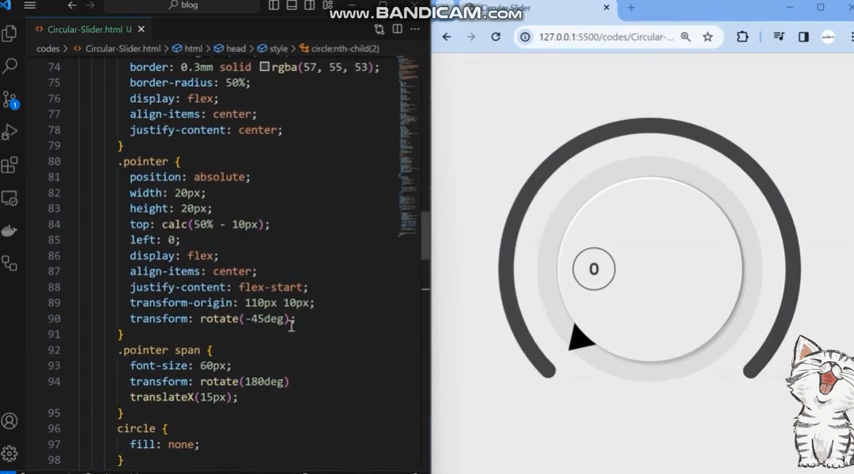 blog
www.BANDICAM.com
Circular-Slider
Circular-Slider.html U
127.0.0.1:5500/codes/Circular-...
codes > Circular-Slider.html > html > head > style > circle:nth-child(2)
74 border: 0.3mm solid rgba(57, 55, 53);
75 border-radius: 50%;
76 display: flex;
77 align-items: center;
78 justify-content: center;
79 }
80 .pointer {
81 position: absolute;
82 width: 20px;
83 height: 20px;
84 top: calc(50% - 10px);
85 left: 0;
86 display: flex;
87 align-items: center;
88 justify-content: flex-start;
89 transform-origin: 110px 10px;
90 transform: rotate(-45deg);
91 }
92 .pointer span {
93 font-size: 60px;
94 transform: rotate(180deg)
translateX(15px);
95 }
96 circle {
97 fill: none;
98 }
0
1